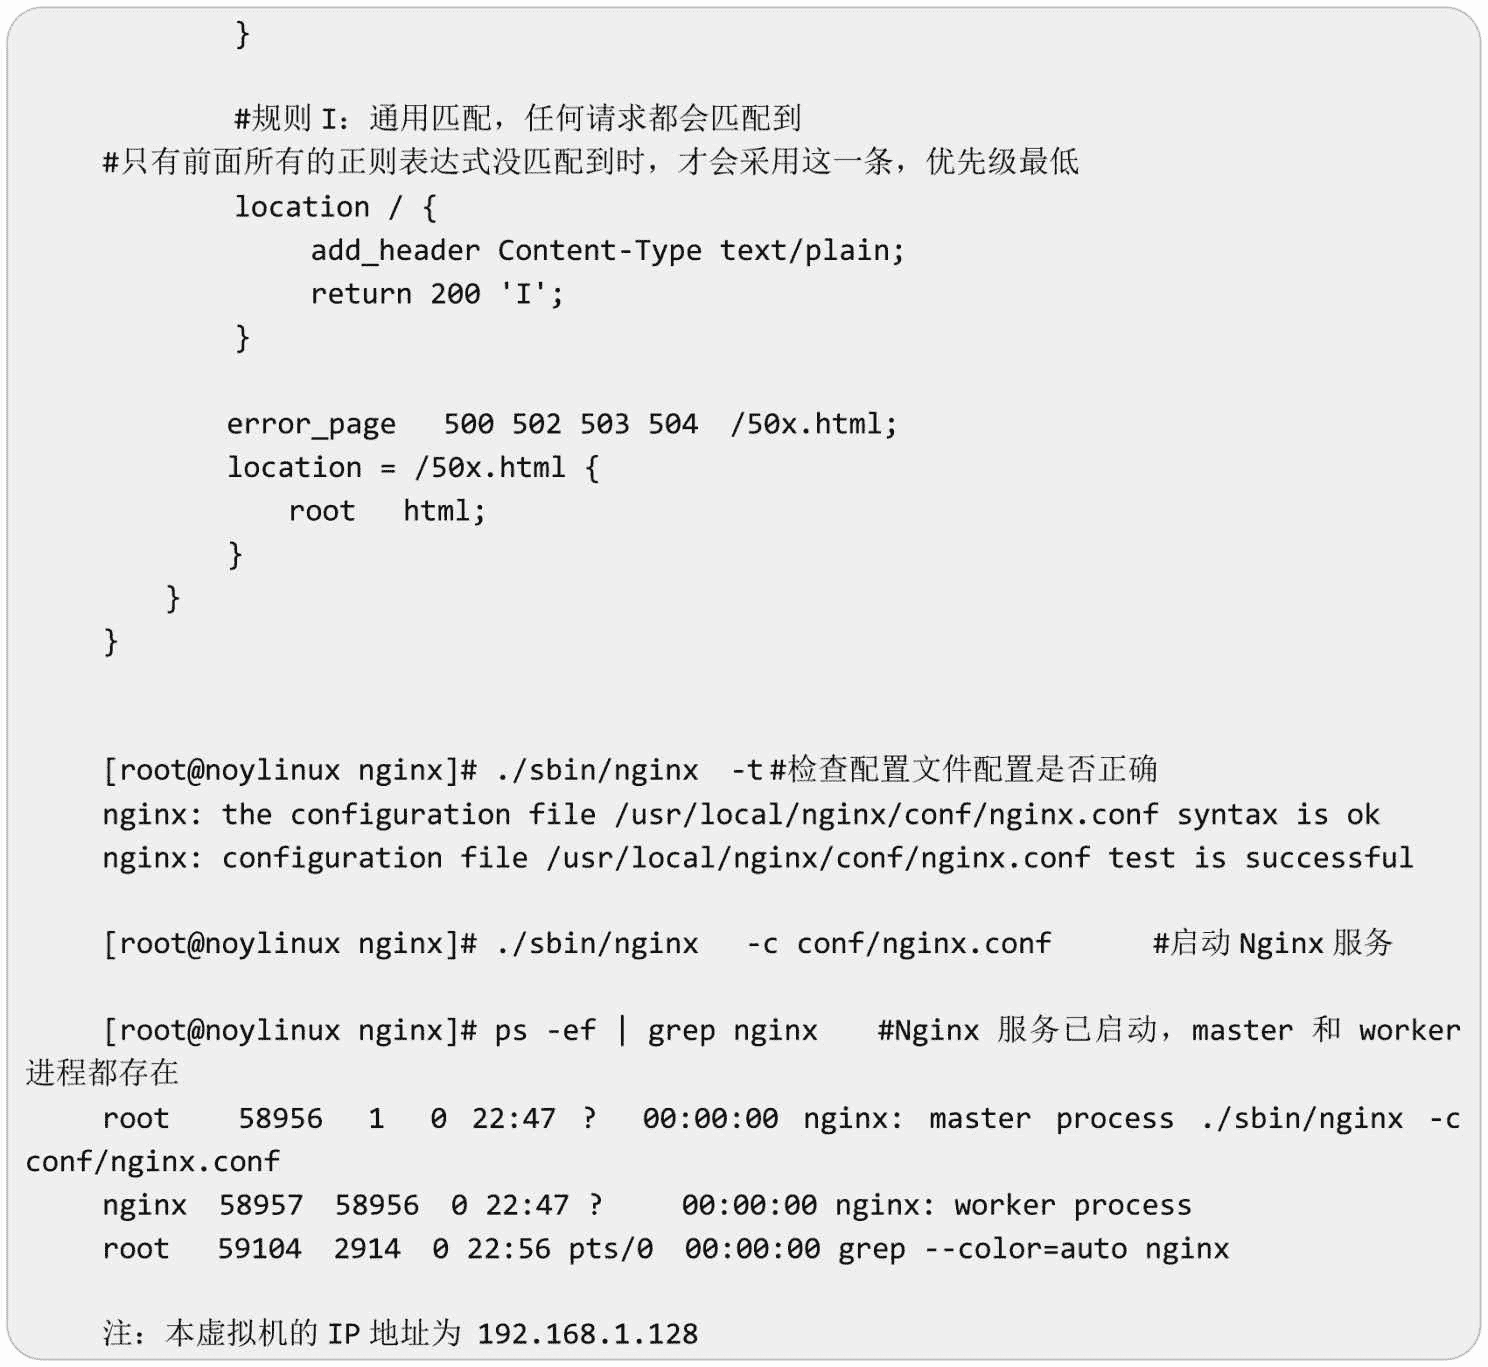 }
#规则 I：通用匹配，任何请求都会匹配到
#只有前面所有的正则表达式没匹配到时，才会采用这一条，优先级最低
location / {
add_header Content-Type text/plain;
return 200 'I';
}
error_page 500 502 503 504 /50x.html;
location = /50x.html {
root html;
}
}
}
[root@noylinux nginx]# ./sbin/nginx -t #检查配置文件配置是否正确
nginx: the configuration file /usr/local/nginx/conf/nginx.conf syntax is ok
nginx: configuration file /usr/local/nginx/conf/nginx.conf test is successful
[root@noylinux nginx]# ./sbin/nginx -c conf/nginx.conf #启动 Nginx 服务
[root@noylinux nginx]# ps -ef | grep nginx #Nginx 服务已启动，master 和 worker
进程都存在
root 58956 1 0 22:47 ? 00:00:00 nginx: master process ./sbin/nginx -c
conf/nginx.conf
nginx 58957 58956 0 22:47 ? 00:00:00 nginx: worker process
root 59104 2914 0 22:56 pts/0 00:00:00 grep --color=auto nginx
注：本虚拟机的 IP 地址为 192.168.1.128